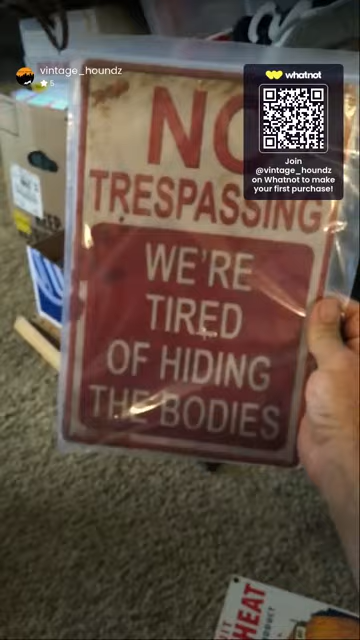 vintage_houndz
5
whatnot
Join
@vintage_houndz
on Whatnot to make
your first purchase!
NO
TRESPASSING
WE'RE
TIRED
OF HIDING
THE BODIES
HEAT